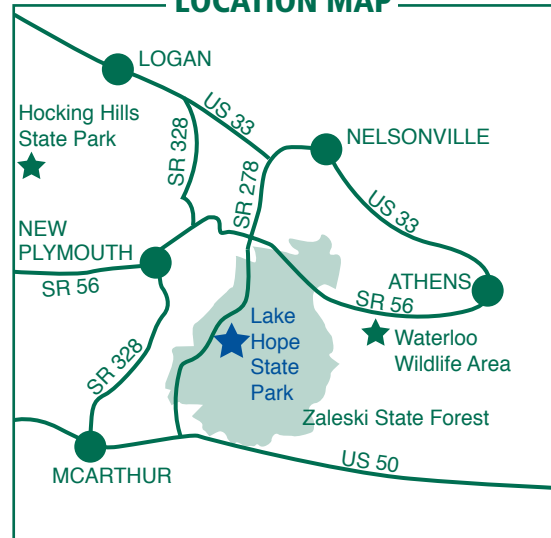 LOCATION MAP
LOGAN
US 33
Hocking Hills
State Park
SR 328
NELSONVILLE
SR 278
US 33
NEW
PLYMOUTH
SR 56
ATHENS
SR 56
Lake
Hope
State
Park
Waterloo
Wildlife Area
SR 328
Zaleski State Forest
US 50
MCARTHUR